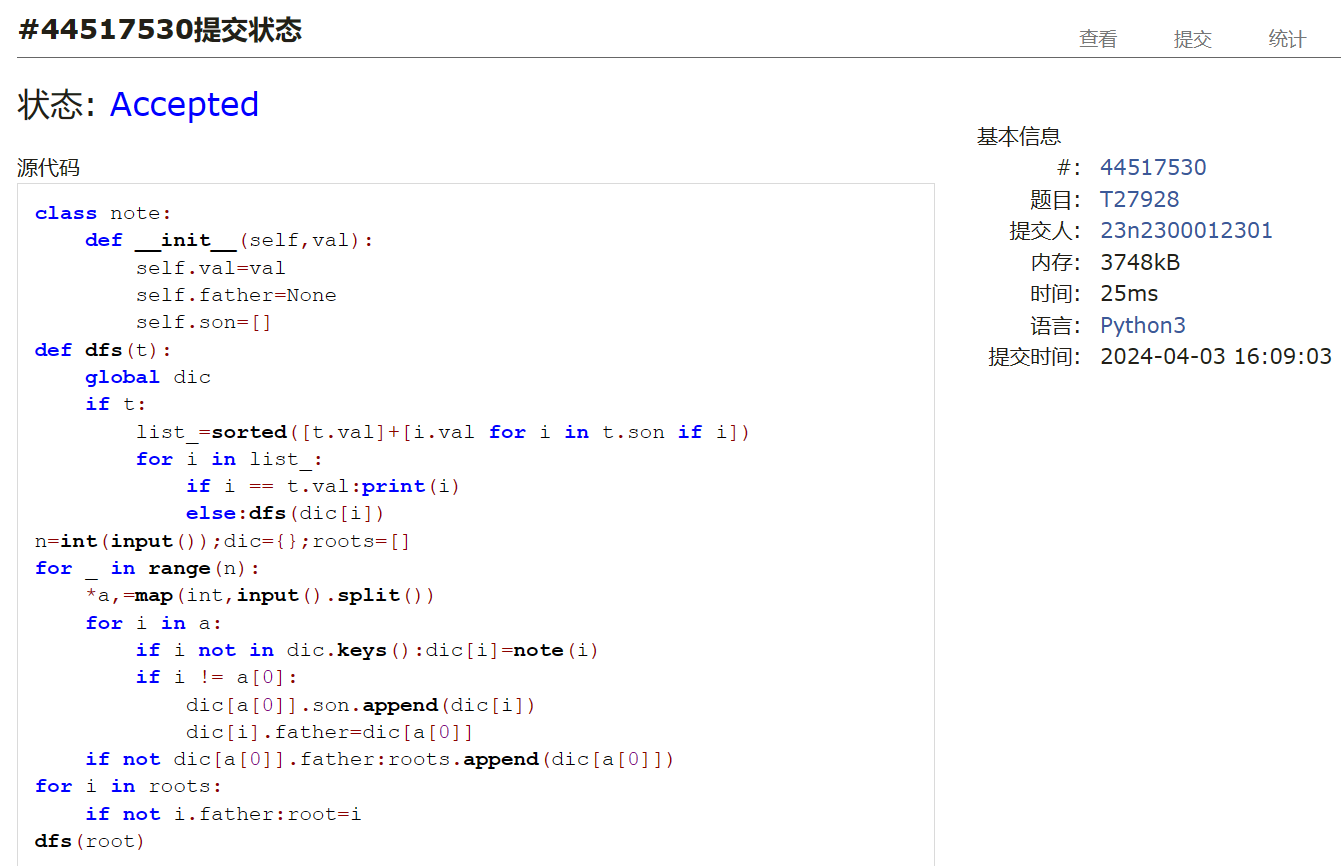 #44517530提交状态
查看 提交 统计
状态: Accepted
源代码
class note:
    def __init__(self,val):
        self.val=val
        self.father=None
        self.son=[]
def dfs(t):
    global dic
    if t:
        list_=sorted([t.val]+[i.val for i in t.son if i])
        for i in list_:
            if i == t.val:print(i)
            else:dfs(dic[i])
n=int(input());dic={};roots=[]
for _ in range(n):
    *a,=map(int,input().split())
    for i in a:
        if i not in dic.keys():dic[i]=note(i)
        if i != a[0]:
            dic[a[0]].son.append(dic[i])
            dic[i].father=dic[a[0]]
    if not dic[a[0]].father:roots.append(dic[a[0]])
for i in roots:
    if not i.father:root=i
dfs(root)
基本信息
#: 44517530
题目: T27928
提交人: 23n2300012301
内存: 3748kB
时间: 25ms
语言: Python3
提交时间: 2024-04-03 16:09:03